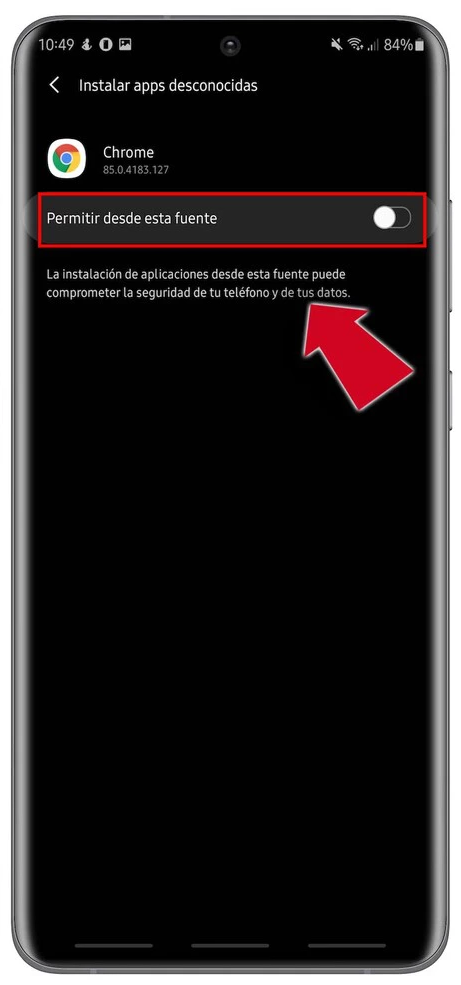 10:49 84%
Instalar apps desconocidas
Chrome
85.0.4183.127
Permitir desde esta fuente
La instalación de aplicaciones desde esta fuente puede
comprometer la seguridad de tu teléfono y de tus datos.